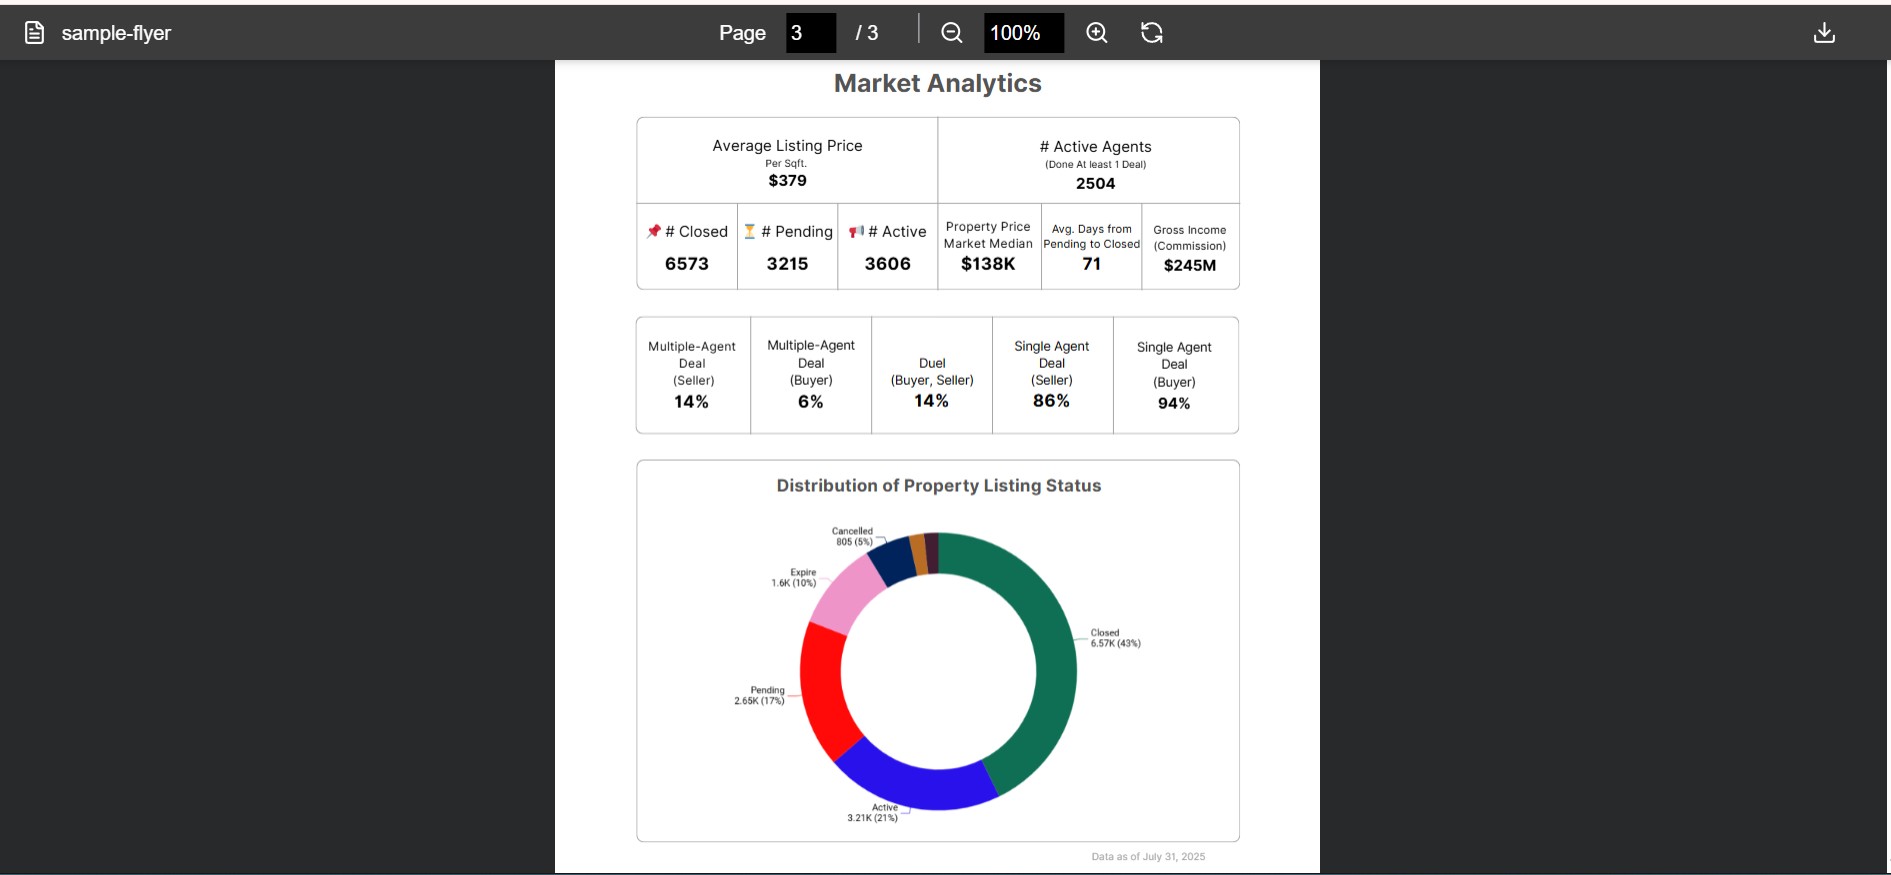 sample-flyer
Page 3 / 3 100%
Market Analytics
Average Listing Price
Per Sqft.
$379
# Active Agents
(Done At least 1 Deal)
2504
# Closed
6573
# Pending
3215
# Active
3606
Property Price
Market Median
$138K
Avg. Days from
Pending to Closed
71
Gross Income
(Commission)
$245M
Multiple-Agent
Deal
(Seller)
14%
Multiple-Agent
Deal
(Buyer)
6%
Duel
(Buyer, Seller)
14%
Single Agent
Deal
(Seller)
86%
Single Agent
Deal
(Buyer)
94%
Distribution of Property Listing Status
Cancelled
805 (5%)
Expire
1.6K (10%)
Closed
6.57K (43%)
Pending
2.65K (17%)
Active
3.21K (21%)
Data as of July 31, 2025